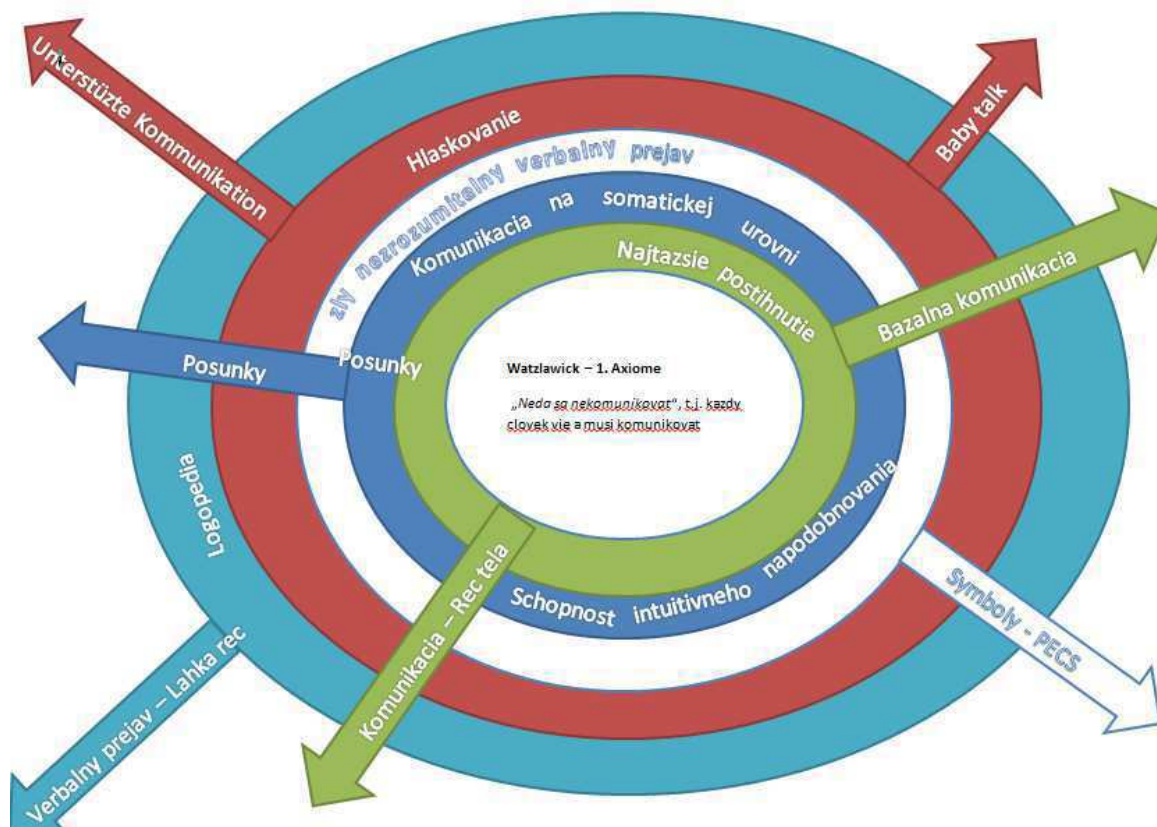 Unterstüzte Kommunikation
Baby talk
Hlaskovanie
zly nezrozumitelny verbalny prejav
Komunikacia na somatickej urovni
Najtazsie postihnutie
Bazalna komunikacia
Posunky
Posunky
Watzlawick – 1. Axiome
„Neda sa nekomunikovat“, t.j. kazdy
clovek vie a musi komunikovat
Logopedia
Schopnost intuitivneho napodobnovania
Komunikacia – Rec tela
Symboly - PECS
Verbalny prejav – Lahka rec